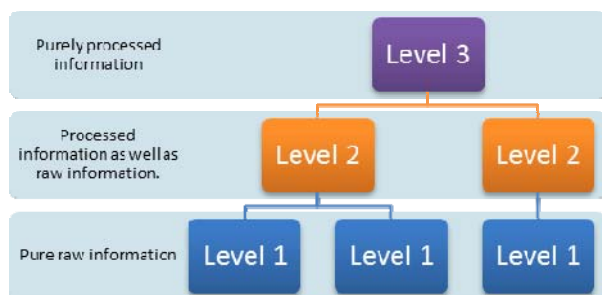 Purely processed
information
Level 3
Processed
information as well as
raw information.
Level 2
Level 2
Pure raw information
Level 1
Level 1
Level 1